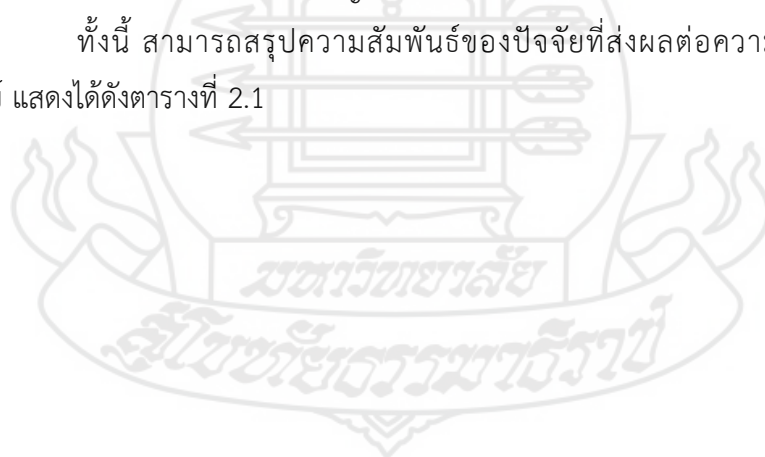 ทั้งนี้ สามารถสรุปความสัมพันธ์ของปัจจัยที่ส่งผลต่อ
แสดงได้ดังตารางที่ 2.1
มหาวิทยาลัย
สุโขทัยธรรมาธิราช